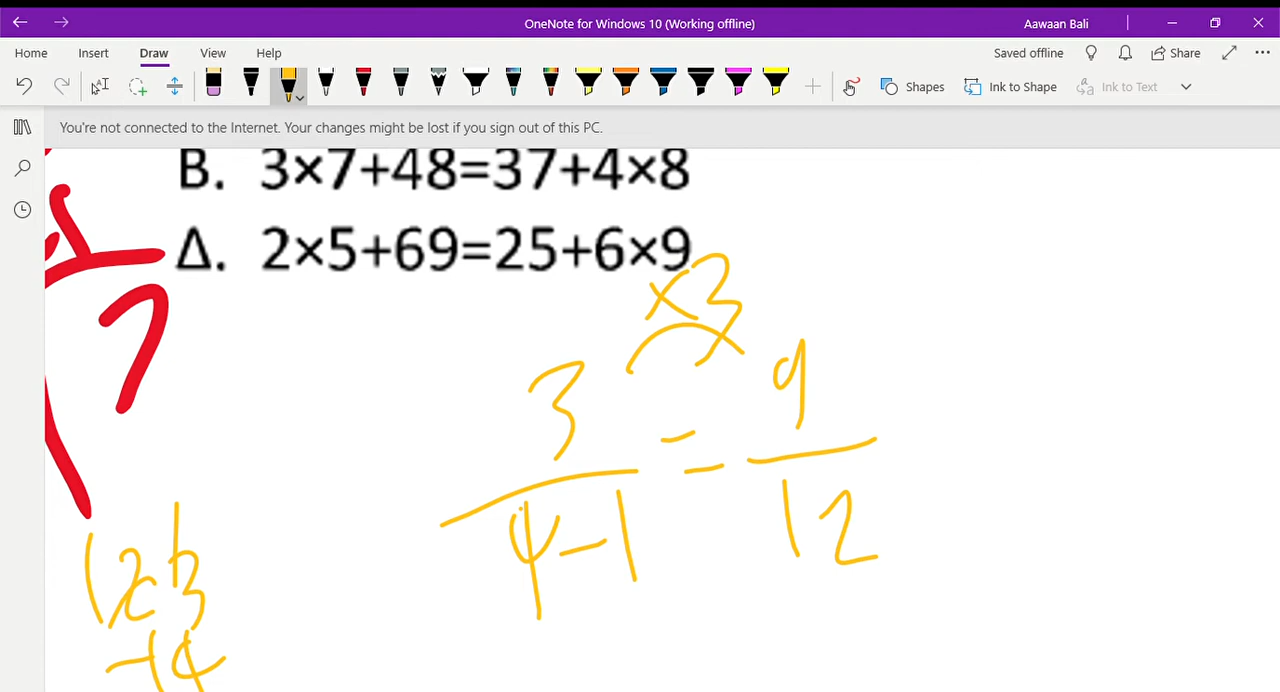 OneNote for Windows 10 (Working offline)
Aawaan Bali
Home Insert Draw View Help
Saved offline
Share
Shapes
Ink to Shape
Ink to Text
You're not connected to the Internet. Your changes might be lost if you sign out of this PC.
B. 3×7+48=37+4×8
Δ. 2×5+69=25+6×9
×3
3 = 9
4-1 12
7